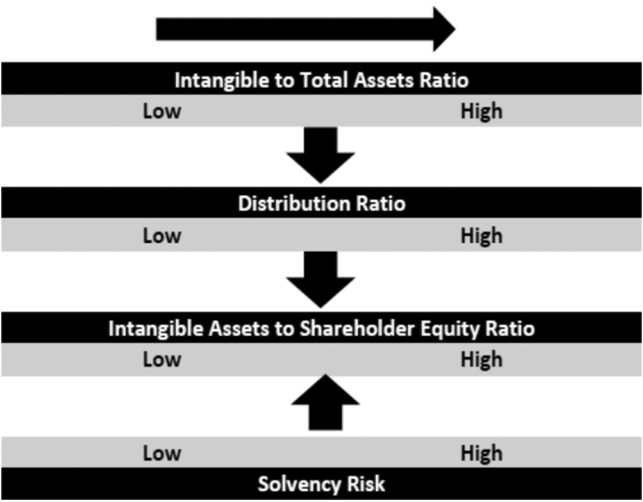 Intangible to Total Assets Ratio
Low High
Distribution Ratio
Low High
Intangible Assets to Shareholder Equity Ratio
Low High
Low High
Solvency Risk